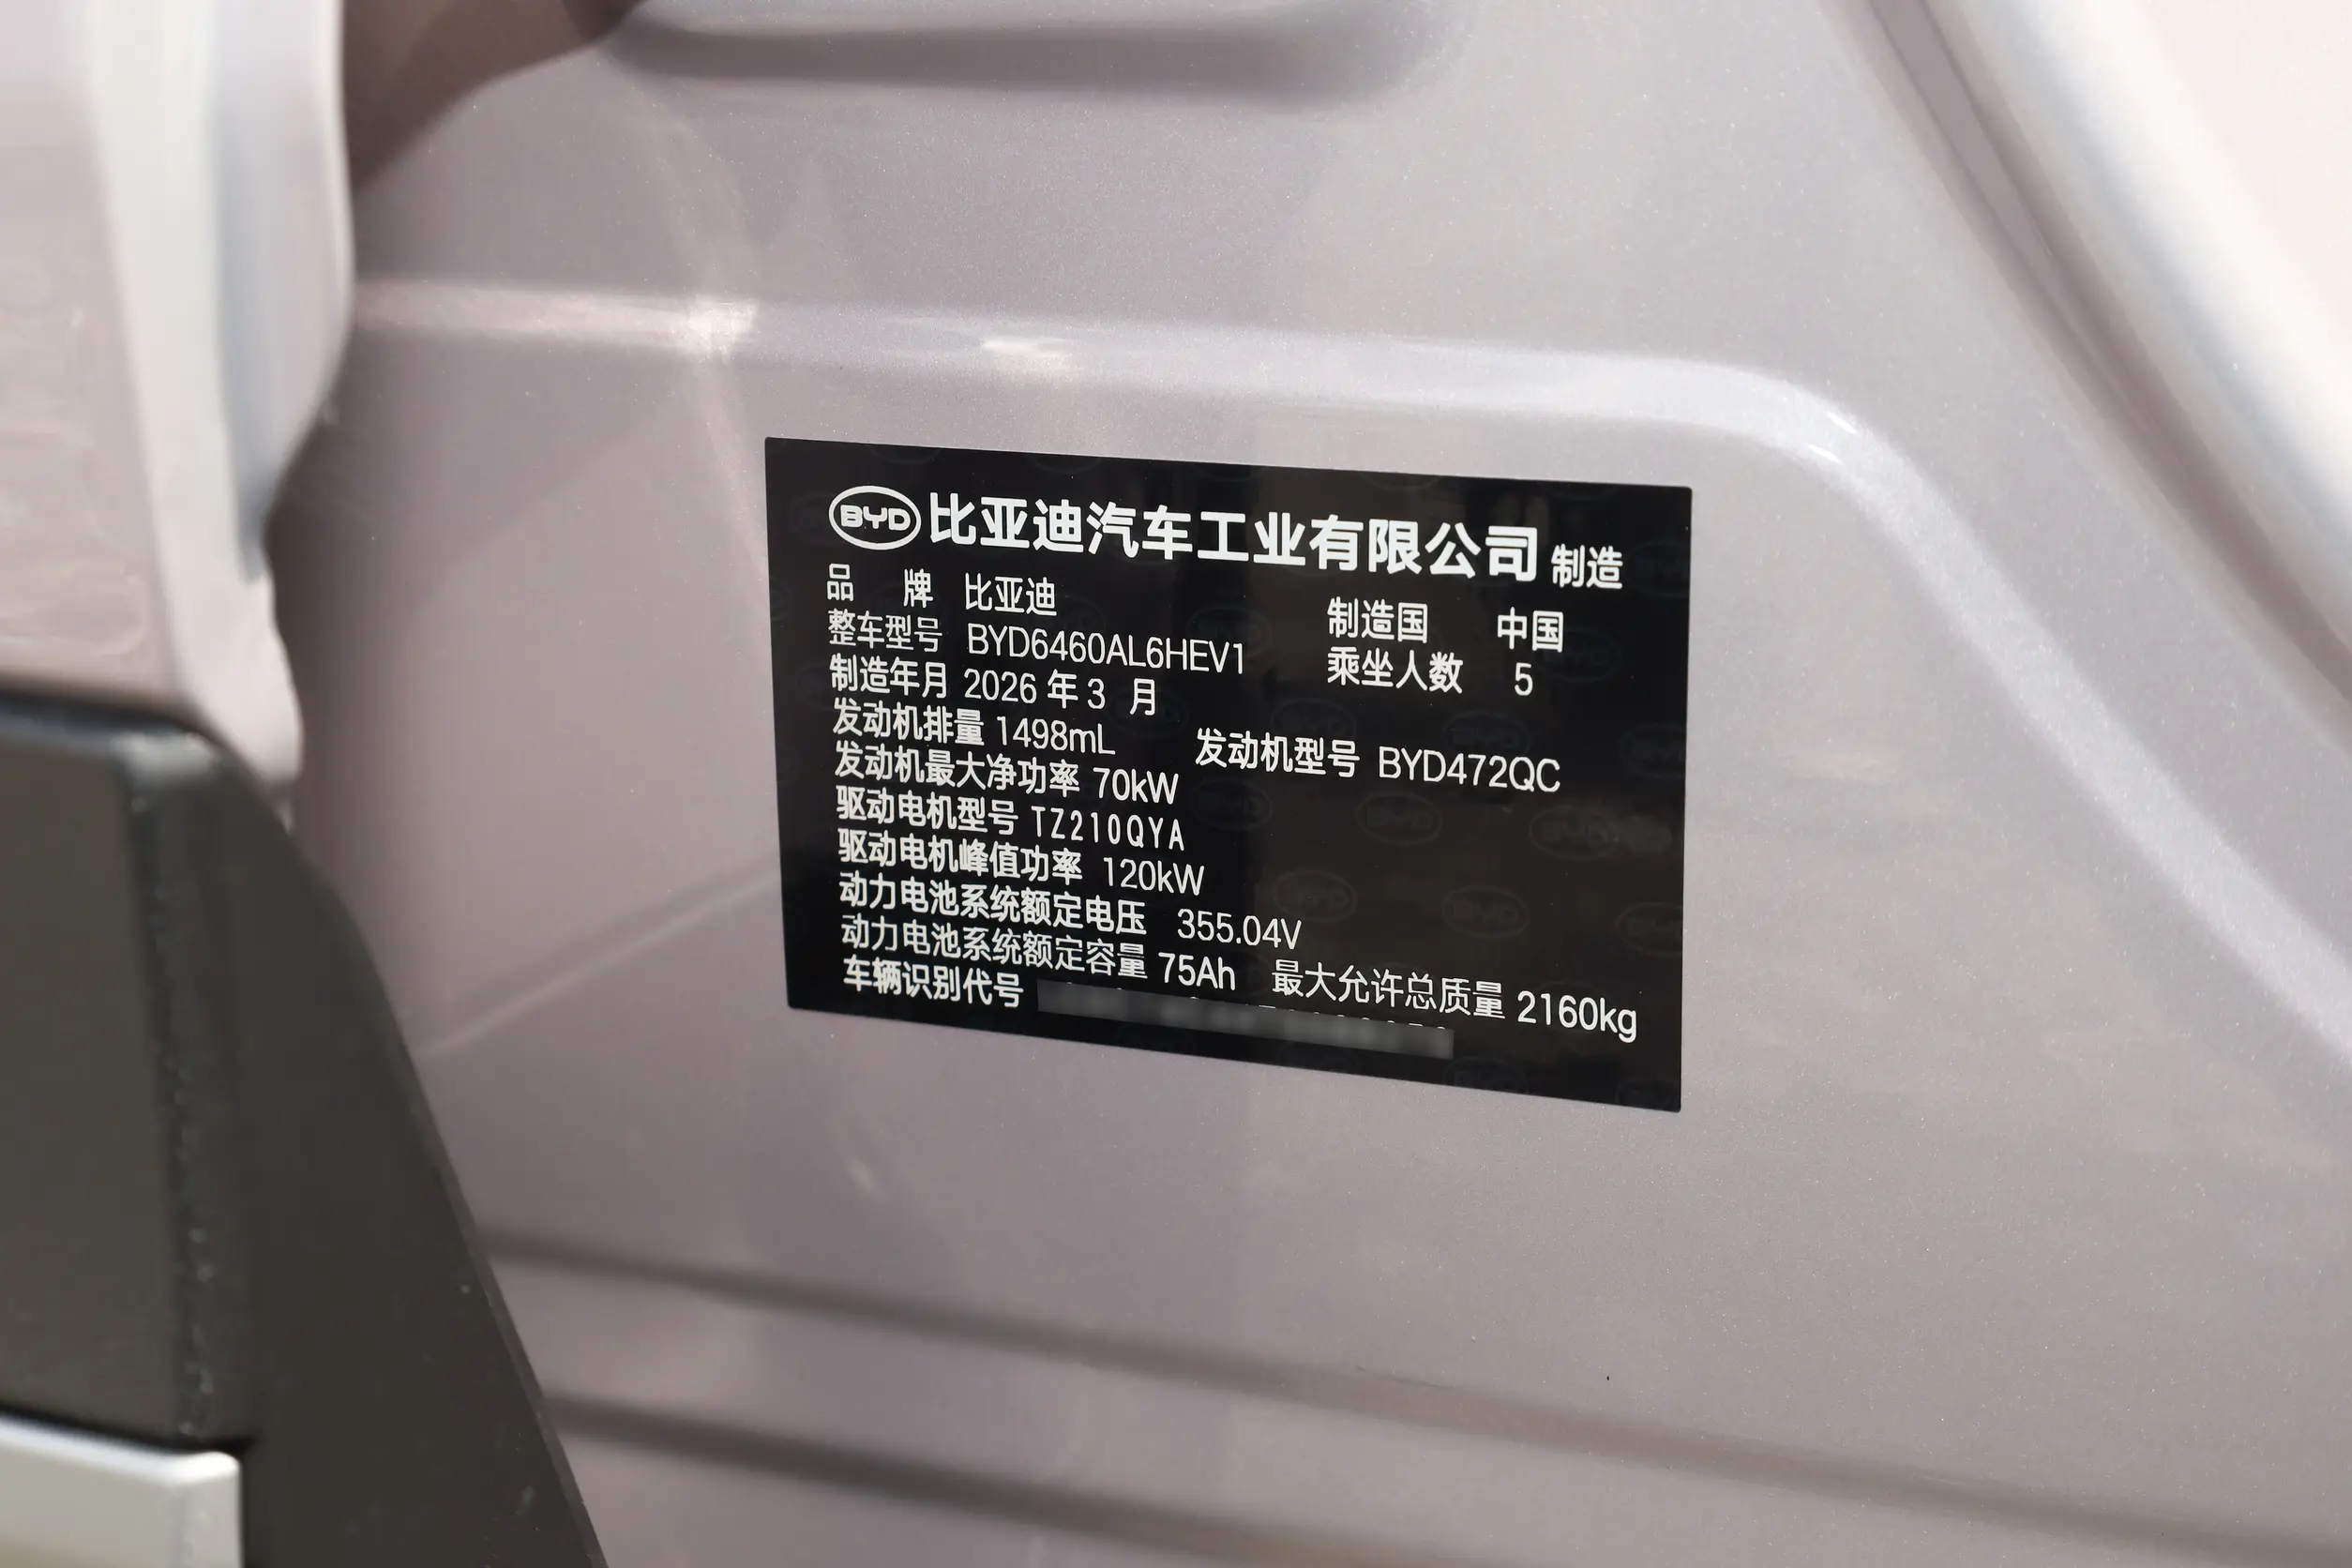 BYD 比亚迪汽车工业有限公司 制造
品 牌 比亚迪 制造国 中国
整车型号 BYD6460AL6HEV1 乘坐人数 5
制造年月 2026 年 3 月
发动机排量 1498mL 发动机型号 BYD472QC
发动机最大净功率 70kW
驱动电机型号 TZ210QYA
驱动电机峰值功率 120kW
动力电池系统额定电压 355.04V
动力电池系统额定容量 75Ah 最大允许总质量 2160kg
车辆识别代号